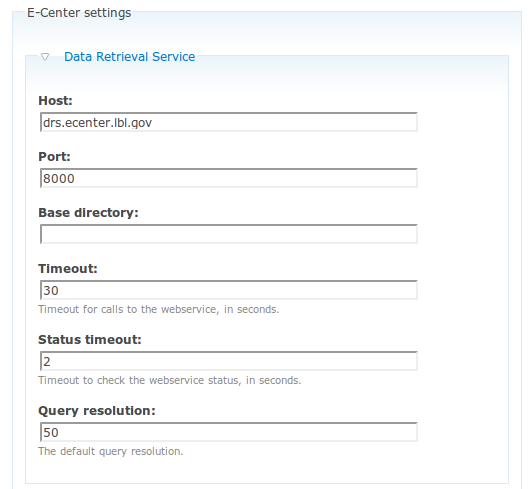 E-Center settings
Data Retrieval Service
Host:
drs.ecenter.lbl.gov
Port:
8000
Base directory:
Timeout:
30
Timeout for calls to the webservice, in seconds.
Status timeout:
2
Timeout to check the webservice status, in seconds.
Query resolution:
50
The default query resolution.